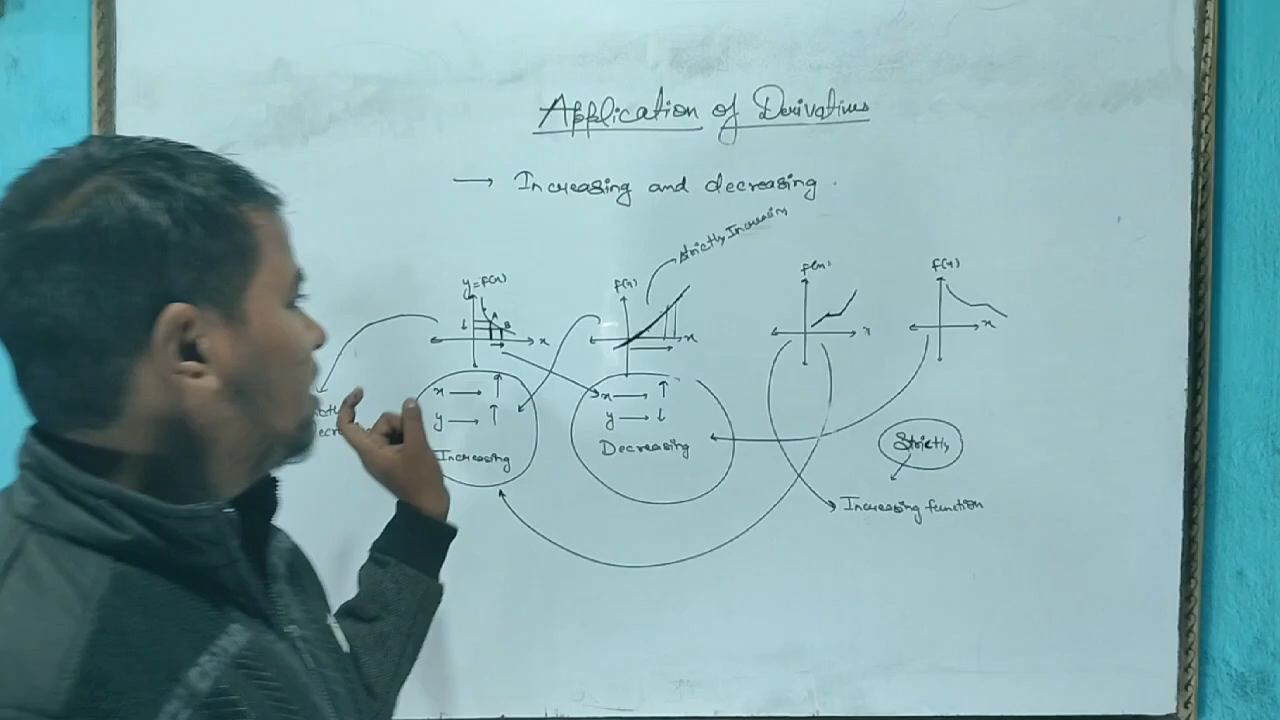 Application of Derivatives
→ Increasing and decreasing.
Strictly Increasing
y=f(x)
A
B
x
f(x)
x
f(x)
x
f(x)
x
x → ↑
y → ↑
Increasing
x → ↑
y → ↓
Decreasing
Strictly
Increasing function